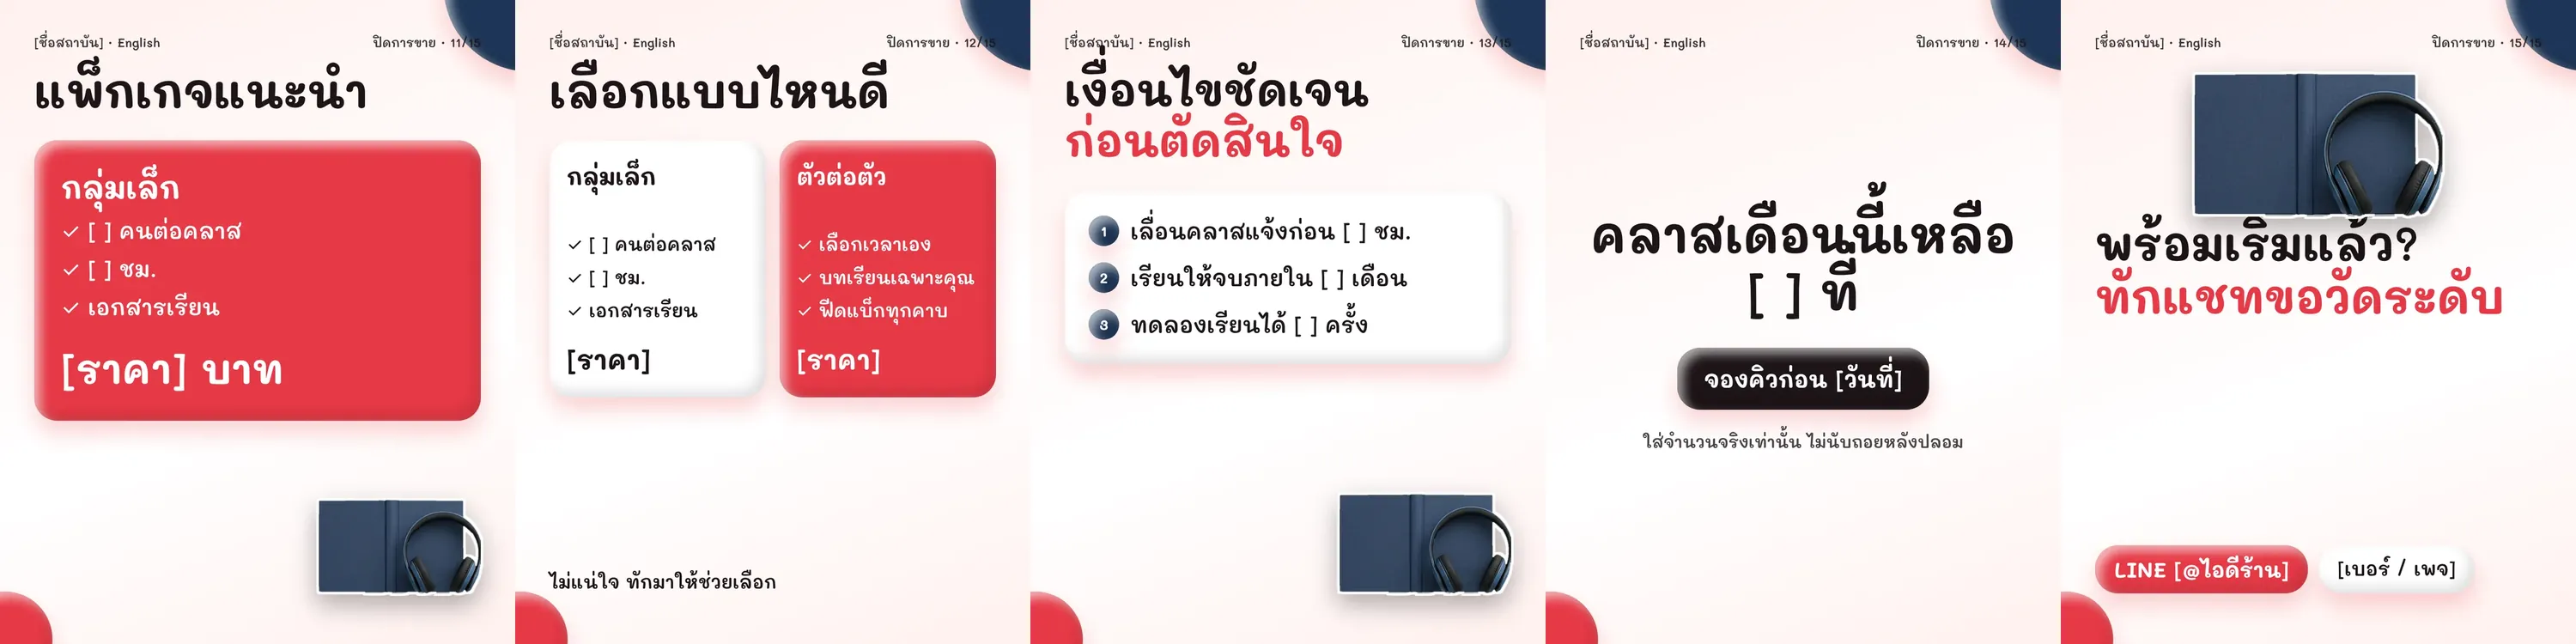 [ชื่อสถาบัน] · English
ปิดการขาย · 11/15
แพ็กเกจแนะนำ
กลุ่มเล็ก
✓ [ ] คนต่อคลาส
✓ [ ] ชม.
✓ เอกสารเรียน
[ราคา] บาท
[ชื่อสถาบัน] · English
ปิดการขาย · 12/15
เลือกแบบไหนดี
กลุ่มเล็ก
✓ [ ] คนต่อคลาส
✓ [ ] ชม.
✓ เอกสารเรียน
[ราคา]
ตัวต่อตัว
✓ เลือกเวลาเอง
✓ บทเรียนเฉพาะคุณ
✓ ฟีดแบ็กทุกคาบ
[ราคา]
ไม่แน่ใจ ทักมาให้ช่วยเลือก
[ชื่อสถาบัน] · English
ปิดการขาย · 13/15
เงื่อนไขชัดเจน
ก่อนตัดสินใจ
1 เลื่อนคลาสแจ้งก่อน [ ] ชม.
2 เรียนให้จบภายใน [ ] เดือน
3 ทดลองเรียนได้ [ ] ครั้ง
[ชื่อสถาบัน] · English
ปิดการขาย · 14/15
คลาสเดือนนี้เหลือ
[ ] ที่
จองคิวก่อน [วันที่]
ใส่จำนวนจริงเท่านั้น ไม่นับถอยหลังปลอม
[ชื่อสถาบัน] · English
ปิดการขาย · 15/15
พร้อมเริ่มแล้ว?
ทักแชทขอวัดระดับ
LINE [@ไอดีร้าน]
[เบอร์ / เพจ]